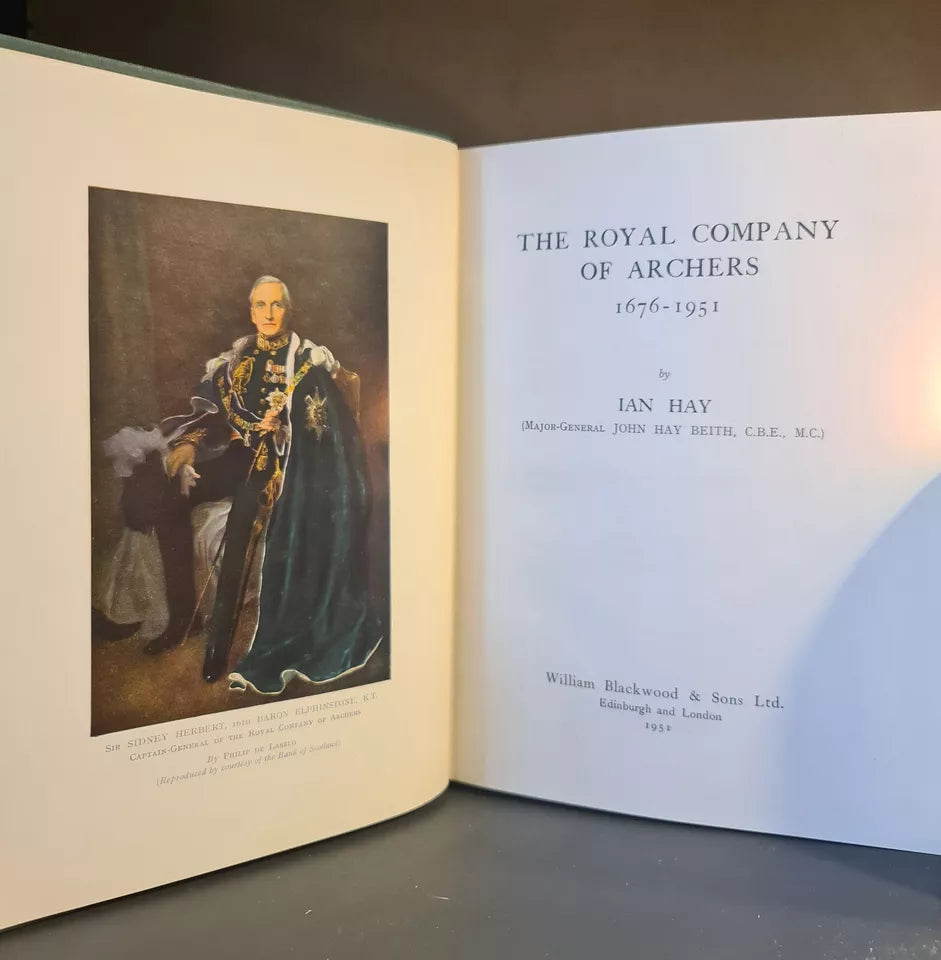 SIR SIDNEY HERBERT, 16TH BARON ELPHINSTONE, K.T.
CAPTAIN-GENERAL OF THE ROYAL COMPANY OF ARCHERS
By PHILIP DE LASZLO
(Reproduced by courtesy of the Bank of Scotland)
THE ROYAL COMPANY
OF ARCHERS
1676-1951
by
IAN HAY
(MAJOR-GENERAL JOHN HAY BEITH, C.B.E., M.C.)
William Blackwood & Sons Ltd.
Edinburgh and London
1951